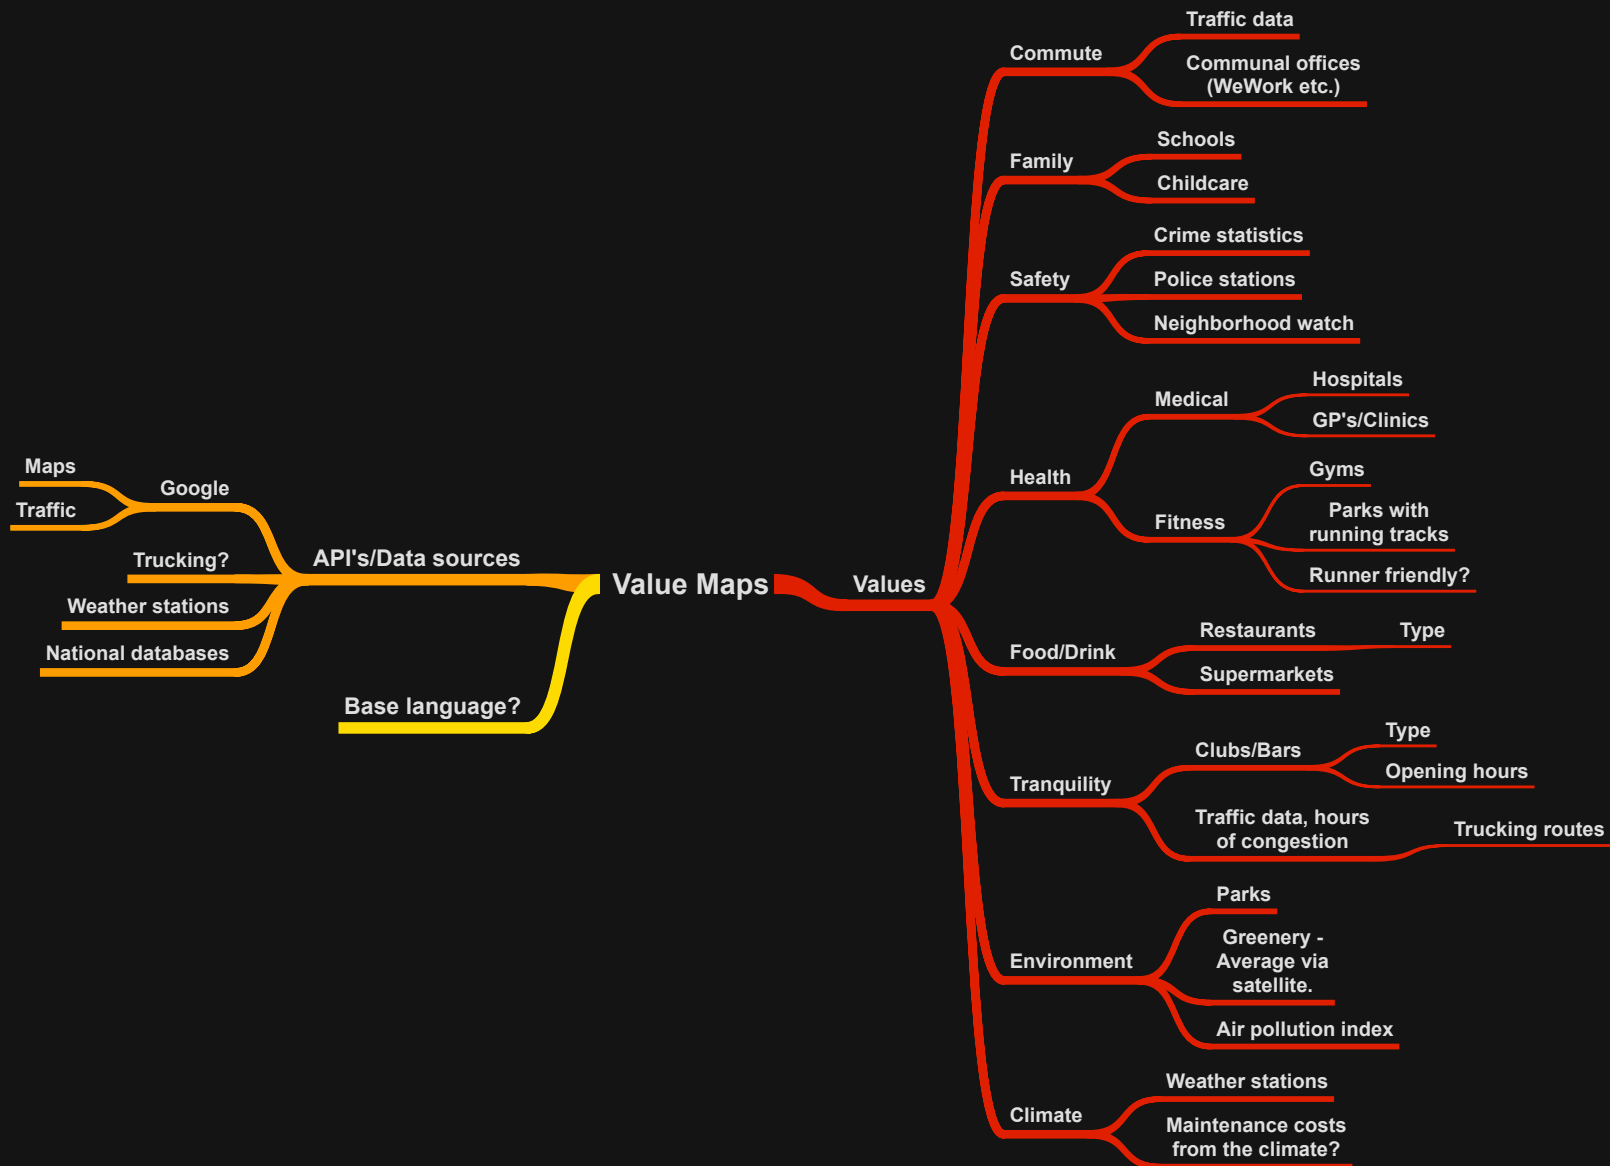 Value Maps
Values
Commute
Traffic data
Communal offices
(WeWork etc.)
Family
Schools
Childcare
Safety
Crime statistics
Police stations
Neighborhood watch
Health
Medical
Hospitals
GP's/Clinics
Fitness
Gyms
Parks with
running tracks
Runner friendly?
Food/Drink
Restaurants
Type
Supermarkets
Tranquility
Clubs/Bars
Type
Opening hours
Traffic data, hours
of congestion
Trucking routes
Environment
Parks
Greenery -
Average via
satellite.
Air pollution index
Climate
Weather stations
Maintenance costs
from the climate?
API's/Data sources
Google
Maps
Traffic
Trucking?
Weather stations
National databases
Base language?